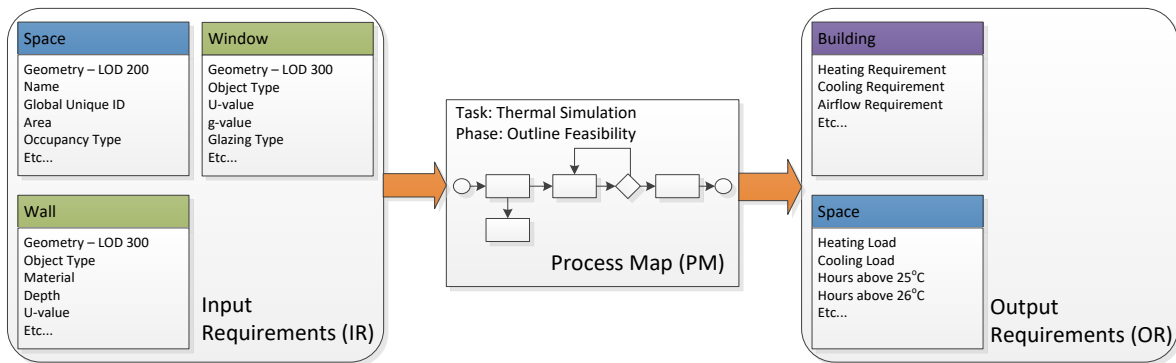 Space
Geometry – LOD 200
Name
Global Unique ID
Area
Occupancy Type
Etc...
Window
Geometry – LOD 300
Object Type
U-value
g-value
Glazing Type
Etc...
Wall
Geometry – LOD 300
Object Type
Material
Depth
U-value
Etc...
Input
Requirements (IR)
Task: Thermal Simulation
Phase: Outline Feasibility
Process Map (PM)
Building
Heating Requirement
Cooling Requirement
Airflow Requirement
Etc...
Space
Heating Load
Cooling Load
Hours above 25°C
Hours above 26°C
Etc...
Output
Requirements (OR)